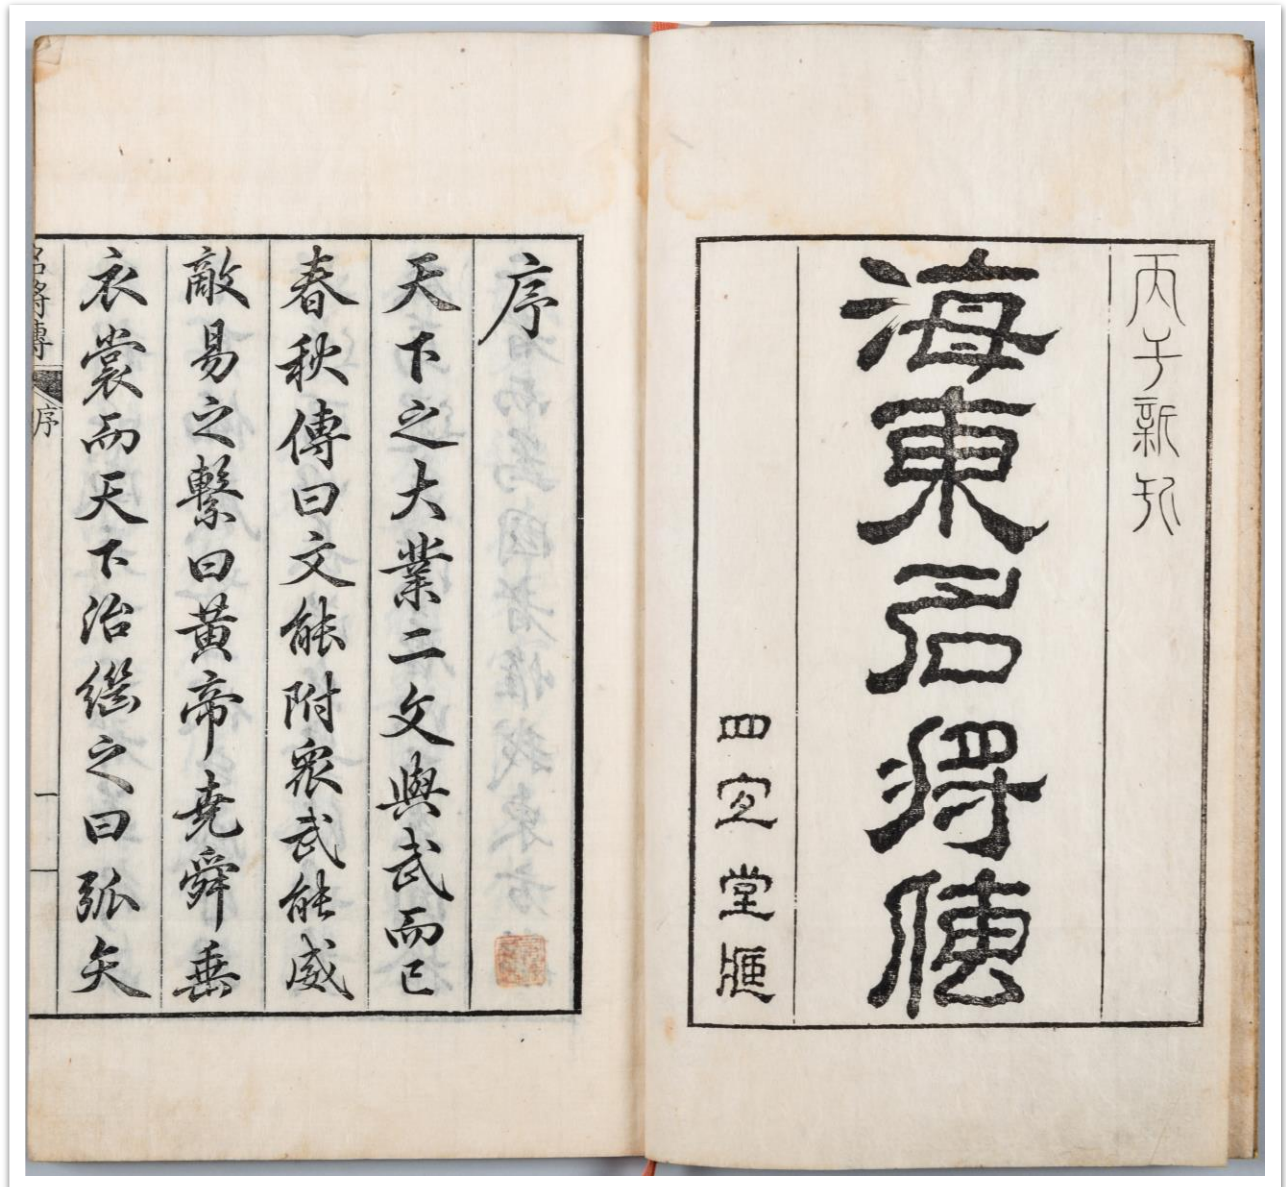 丙子新刊
海東名將傳
四宜堂版
序
天下之大業二文與武而已
春秋傳曰文能附衆武能威
敵易之繫曰黃帝堯舜垂
衣裳而天下治繼之曰弧矢
名將傳
序
一